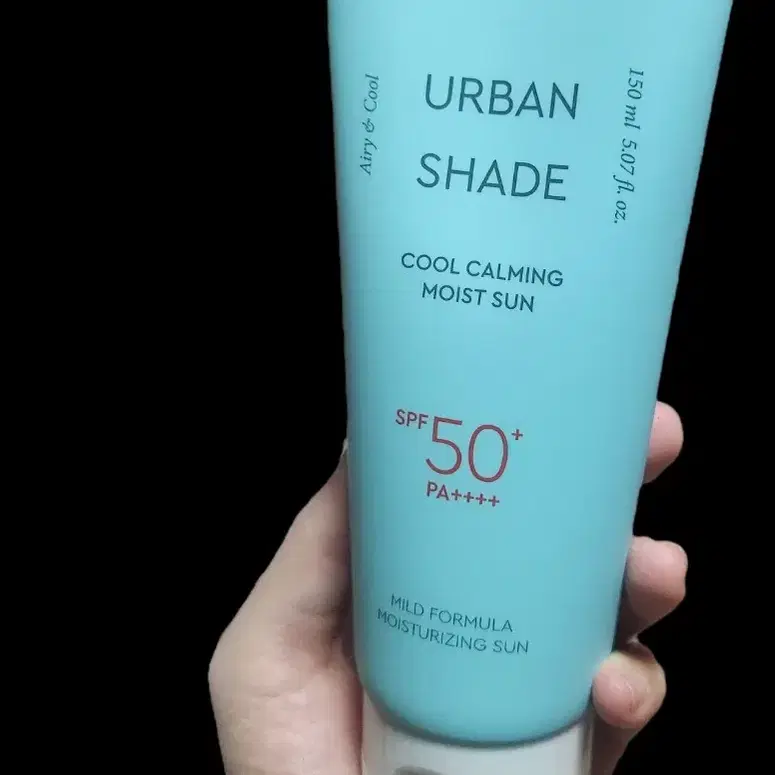 Airy & Cool
URBAN
SHADE
150 ml 5.07 fl. oz.
COOL CALMING
MOIST SUN
SPF 50+
PA++++
MILD FORMULA
MOISTURIZING SUN